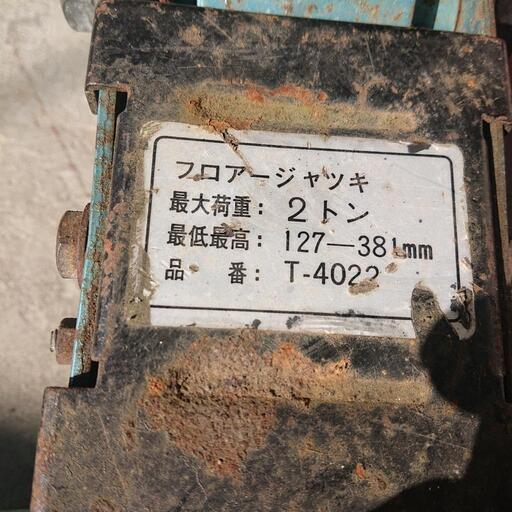 フロアージャツキ
最大荷重：2トン
最低最高：127―381mm
品　番：T-4022